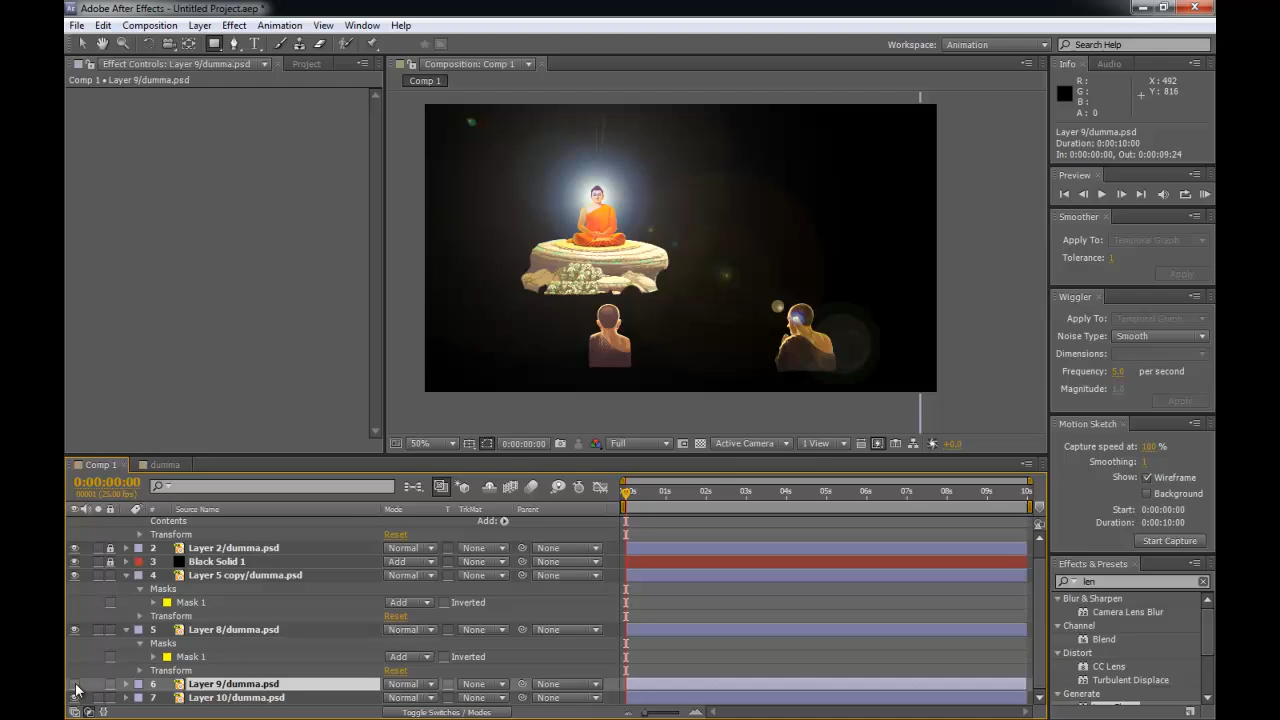 Adobe After Effects - Untitled Project.aep *
File Edit Composition Layer Effect Animation View Window Help
Workspace: Animation Search Help
Effect Controls: Layer 9/dumma.psd Project
Comp 1 • Layer 9/dumma.psd
Composition: Comp 1
Comp 1
Info Audio
R : X : 492
G : Y : 816
B :
A : 0
Layer 9/dumma.psd
Duration: 0:00:10:00
In: 0:00:00:00, Out: 0:00:09:24
Preview
Smoother
Apply To: Temporal Graph
Tolerance: 1
Apply
Wiggler
Apply To: Temporal Graph
Noise Type: Smooth
Dimensions:
Frequency: 5.0 per second
Magnitude: 1.0
Apply
Motion Sketch
Capture speed at: 100 %
Smoothing: 1
Show: Wireframe
Background
Start: 0:00:00:00
Duration: 0:00:10:00
Start Capture
Effects & Presets
len
Blur & Sharpen
Camera Lens Blur
Channel
Blend
Distort
CC Lens
Turbulent Displace
Generate
50% 0:00:00:00 Full Active Camera 1 View +0.0
Comp 1 dumma
0:00:00:00
00001 (25.00 fps)
# Source Name Mode T TrkMat Parent
01s 02s 03s 04s 05s 06s 07s 08s 09s 10s
Contents Add:
Transform Reset
2 Layer 2/dumma.psd Normal None None
3 Black Solid 1 Add None None
4 Layer 5 copy/dumma.psd Normal None None
Masks
Mask 1 Add Inverted
Transform Reset
5 Layer 8/dumma.psd Normal None None
Masks
Mask 1 Add Inverted
Transform Reset
6 Layer 9/dumma.psd Normal None None
7 Layer 10/dumma.psd Normal None None
Toggle Switches / Modes